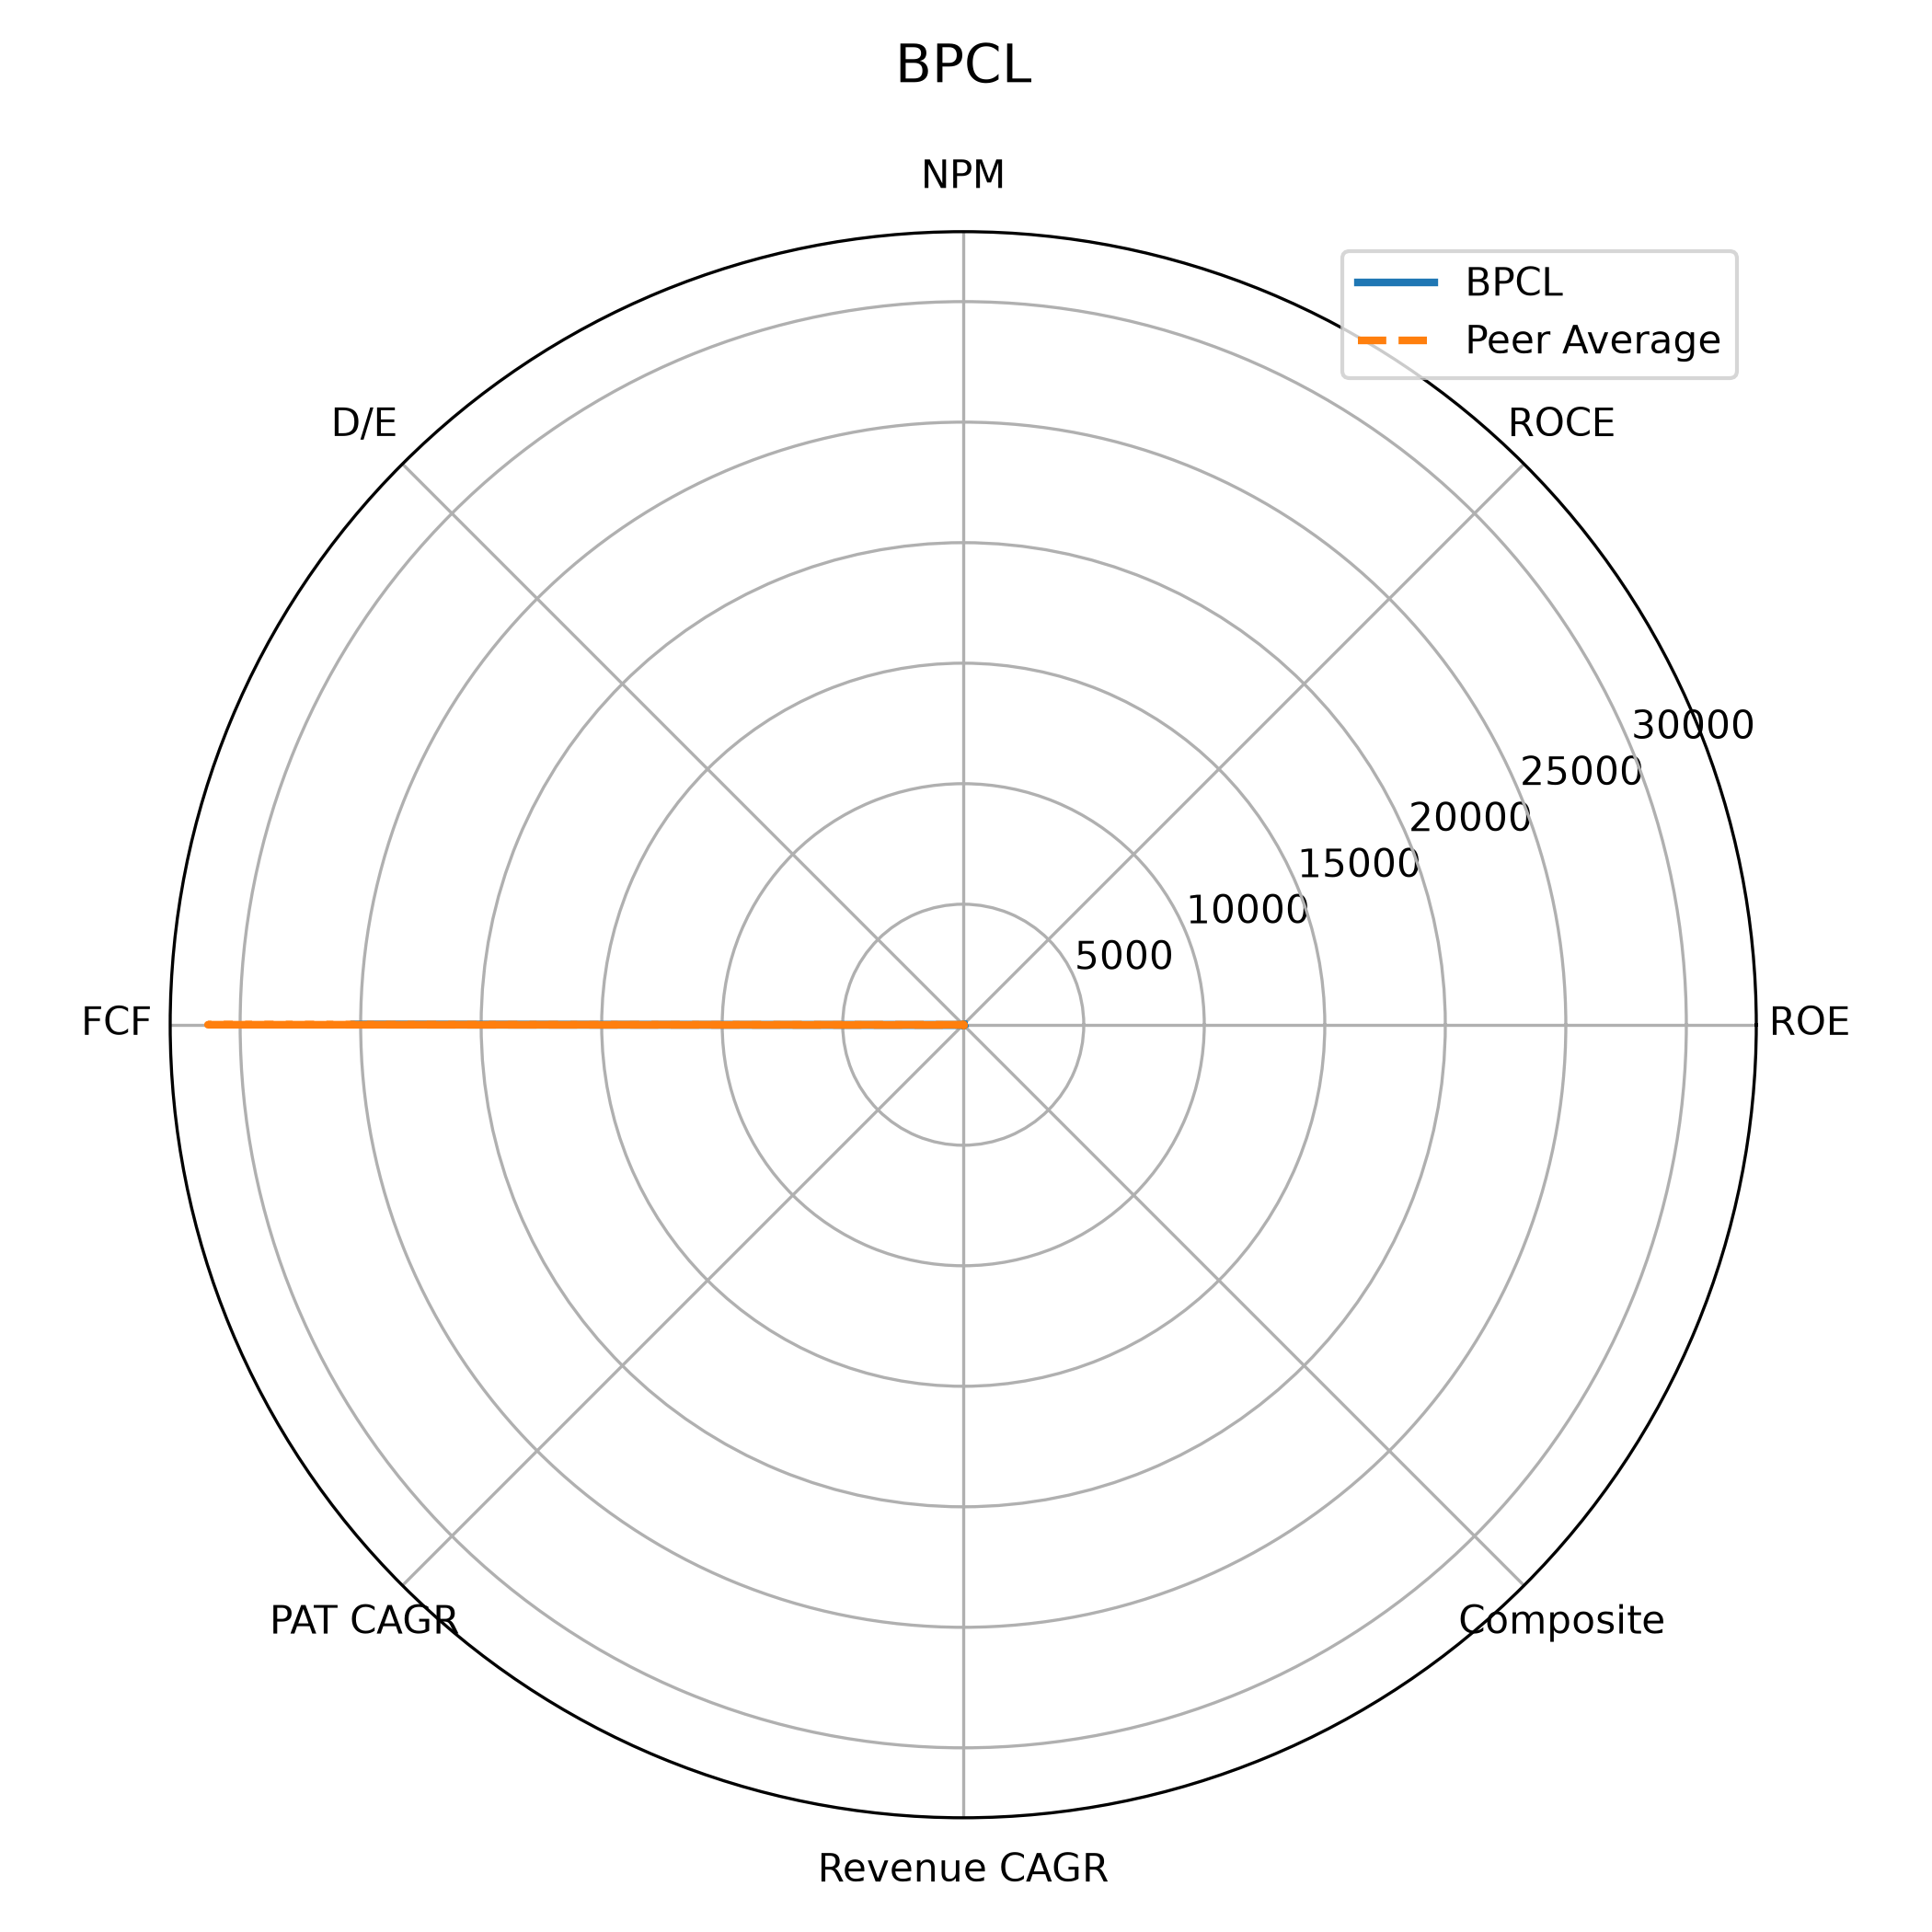 BPCL
NPM
BPCL
Peer Average
D/E
ROCE
30000
25000
20000
15000
10000
5000
FCF
ROE
PAT CAGR
Composite
Revenue CAGR